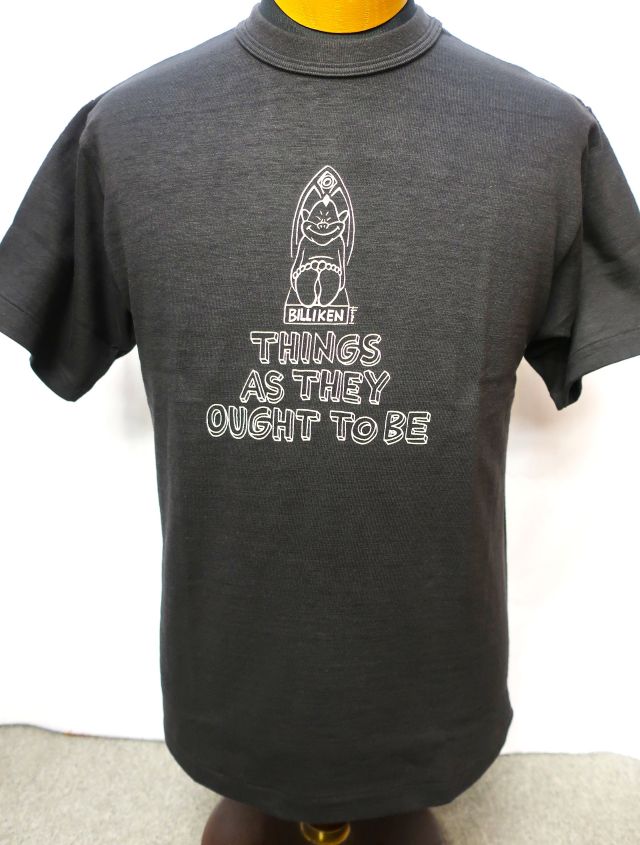 BILLIKEN
THINGS
AS THEY
OUGHT TO BE